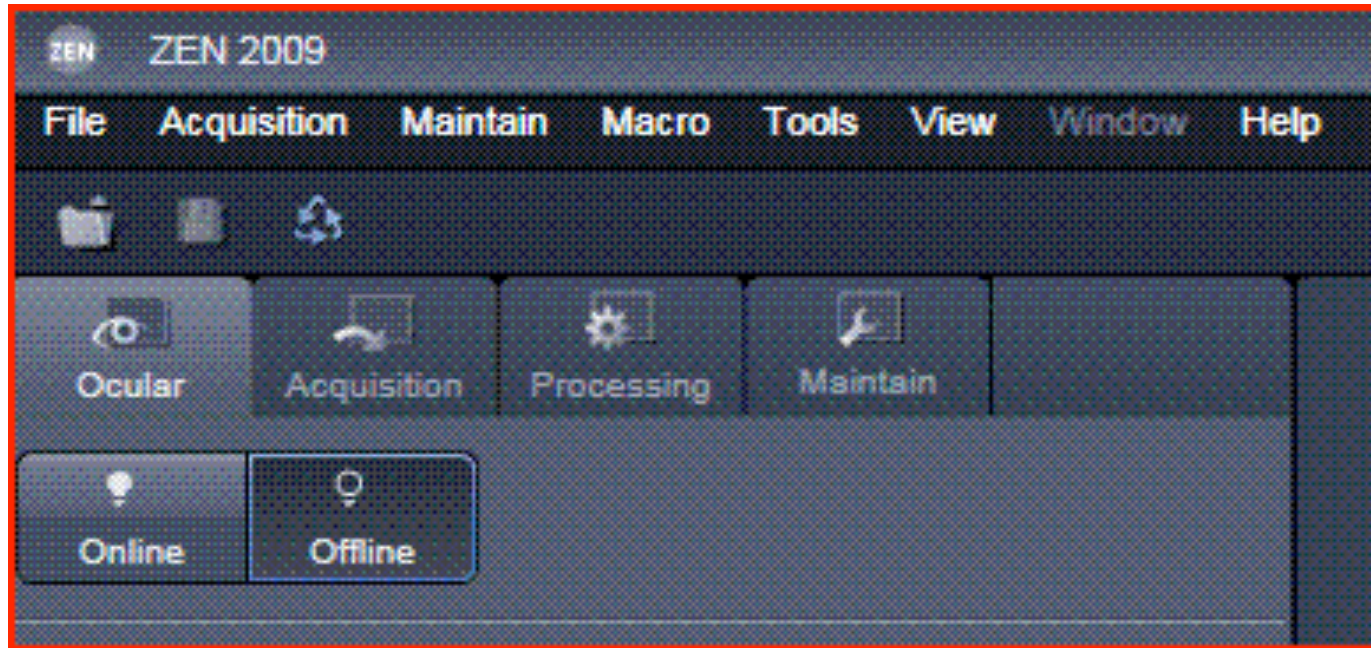 ZEN ZEN 2009
File Acquisition Maintain Macro Tools View Window Help
Ocular Acquisition Processing Maintain
Online Offline